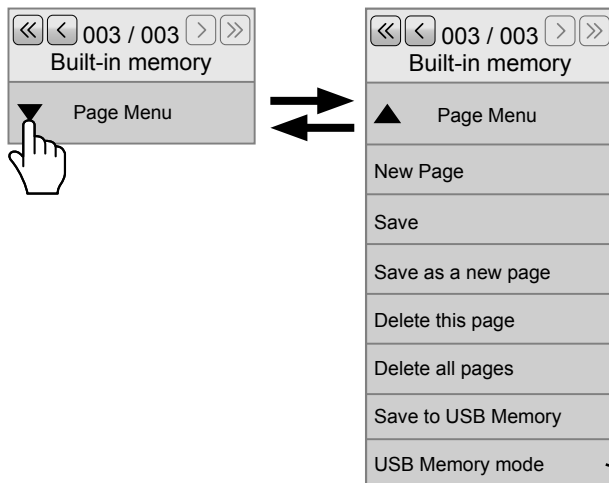 003 / 003
Built-in memory
Page Menu
003 / 003
Built-in memory
Page Menu
New Page
Save
Save as a new page
Delete this page
Delete all pages
Save to USB Memory
USB Memory mode